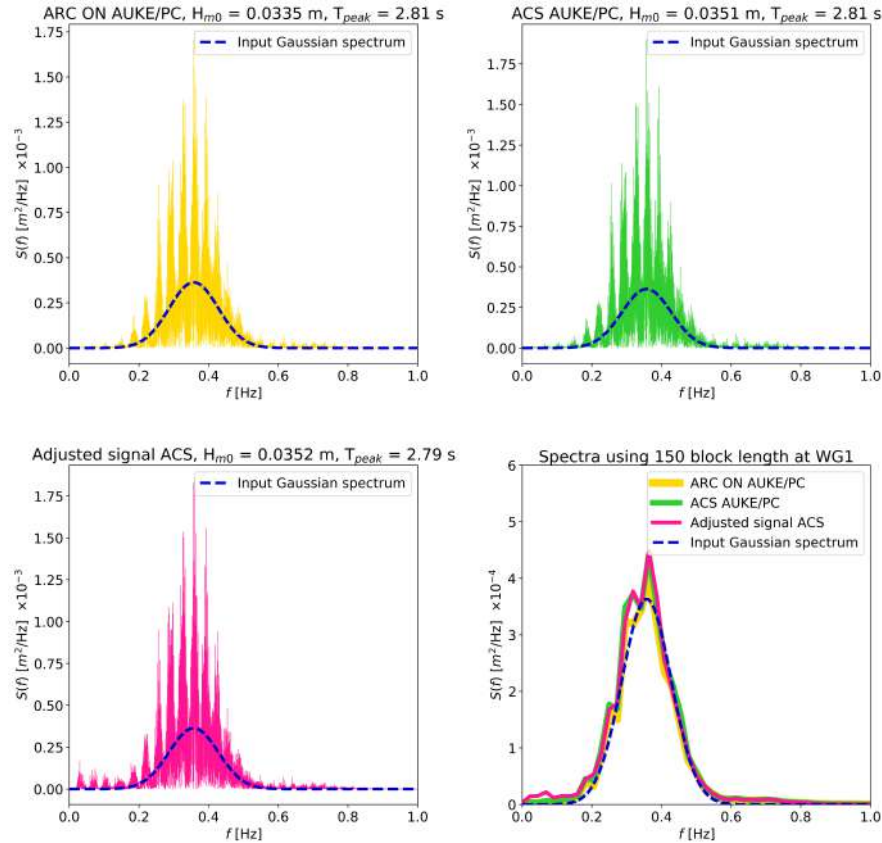 ARC ON AUKE/PC, Hm0 = 0.0335 m, Tpeak = 2.81 s
Input Gaussian spectrum
1.75
1.50
1.25
1.00
0.75
0.50
0.25
0.00
S(f) [m²/Hz] ×10⁻³
0.0 0.2 0.4 0.6 0.8 1.0
f [Hz]
ACS AUKE/PC, Hm0 = 0.0351 m, Tpeak = 2.81 s
Input Gaussian spectrum
1.75
1.50
1.25
1.00
0.75
0.50
0.25
0.00
S(f) [m²/Hz] ×10⁻³
0.0 0.2 0.4 0.6 0.8 1.0
f [Hz]
Adjusted signal ACS, Hm0 = 0.0352 m, Tpeak = 2.79 s
Input Gaussian spectrum
1.75
1.50
1.25
1.00
0.75
0.50
0.25
0.00
S(f) [m²/Hz] ×10⁻³
0.0 0.2 0.4 0.6 0.8 1.0
f [Hz]
Spectra using 150 block length at WG1
ARC ON AUKE/PC
ACS AUKE/PC
Adjusted signal ACS
Input Gaussian spectrum
6
5
4
3
2
1
0
S(f) [m²/Hz] ×10⁻⁴
0.0 0.2 0.4 0.6 0.8 1.0
f [Hz]